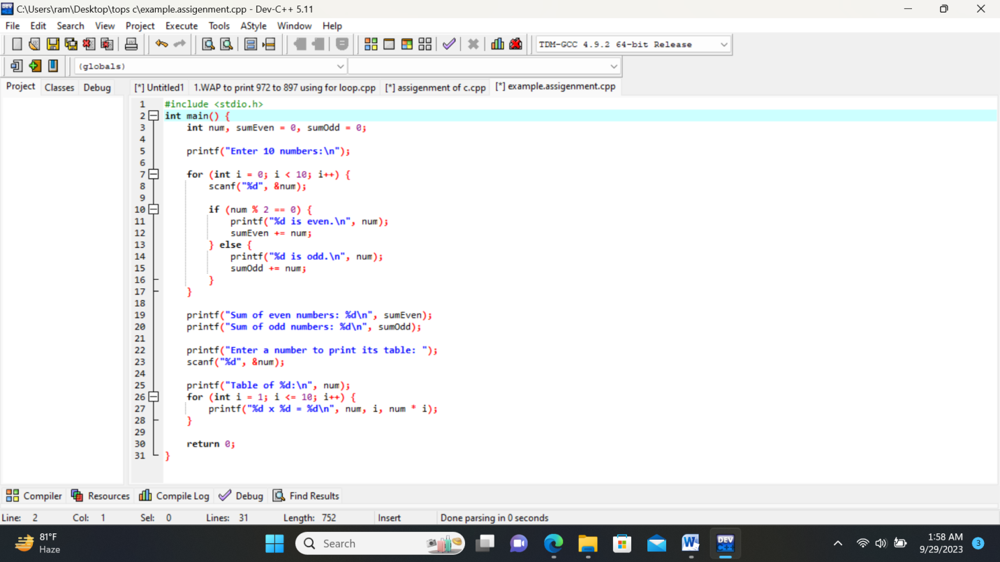 C:\Users\ram\Desktop\tops c\example.assigenment.cpp - Dev-C++ 5.11
File Edit Search View Project Execute Tools AStyle Window Help
TDM-GCC 4.9.2 64-bit Release
(globals)
Project Classes Debug [*] Untitled1 1.WAP to print 972 to 897 using for loop.cpp [*] assigenment of c.cpp [*] example.assigenment.cpp
1 #include <stdio.h>
2 int main() {
3 int num, sumEven = 0, sumOdd = 0;
4
5 printf("Enter 10 numbers:\n");
6
7 for (int i = 0; i < 10; i++) {
8 scanf("%d", &num);
9
10 if (num % 2 == 0) {
11 printf("%d is even.\n", num);
12 sumEven += num;
13 } else {
14 printf("%d is odd.\n", num);
15 sumOdd += num;
16 }
17 }
18
19 printf("Sum of even numbers: %d\n", sumEven);
20 printf("Sum of odd numbers: %d\n", sumOdd);
21
22 printf("Enter a number to print its table: ");
23 scanf("%d", &num);
24
25 printf("Table of %d:\n", num);
26 for (int i = 1; i <= 10; i++) {
27 printf("%d x %d = %d\n", num, i, num * i);
28 }
29
30 return 0;
31 }
Compiler Resources Compile Log Debug Find Results
Line: 2 Col: 1 Sel: 0 Lines: 31 Length: 752 Insert Done parsing in 0 seconds
81°F
Haze
Search
DEV
1:58 AM
9/29/2023
3